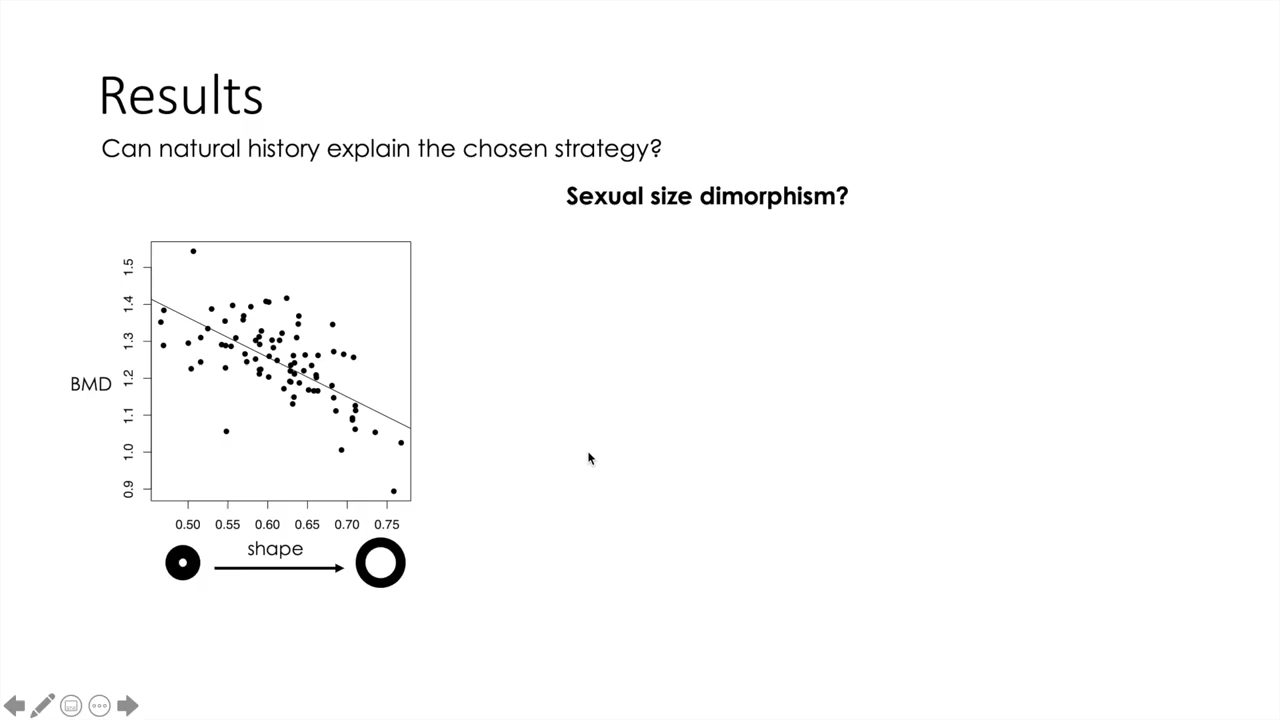 Results
Can natural history explain the chosen strategy?
Sexual size dimorphism?
1.5
1.4
1.3
1.2
1.1
1.0
0.9
BMD
0.50 0.55 0.60 0.65 0.70 0.75
shape